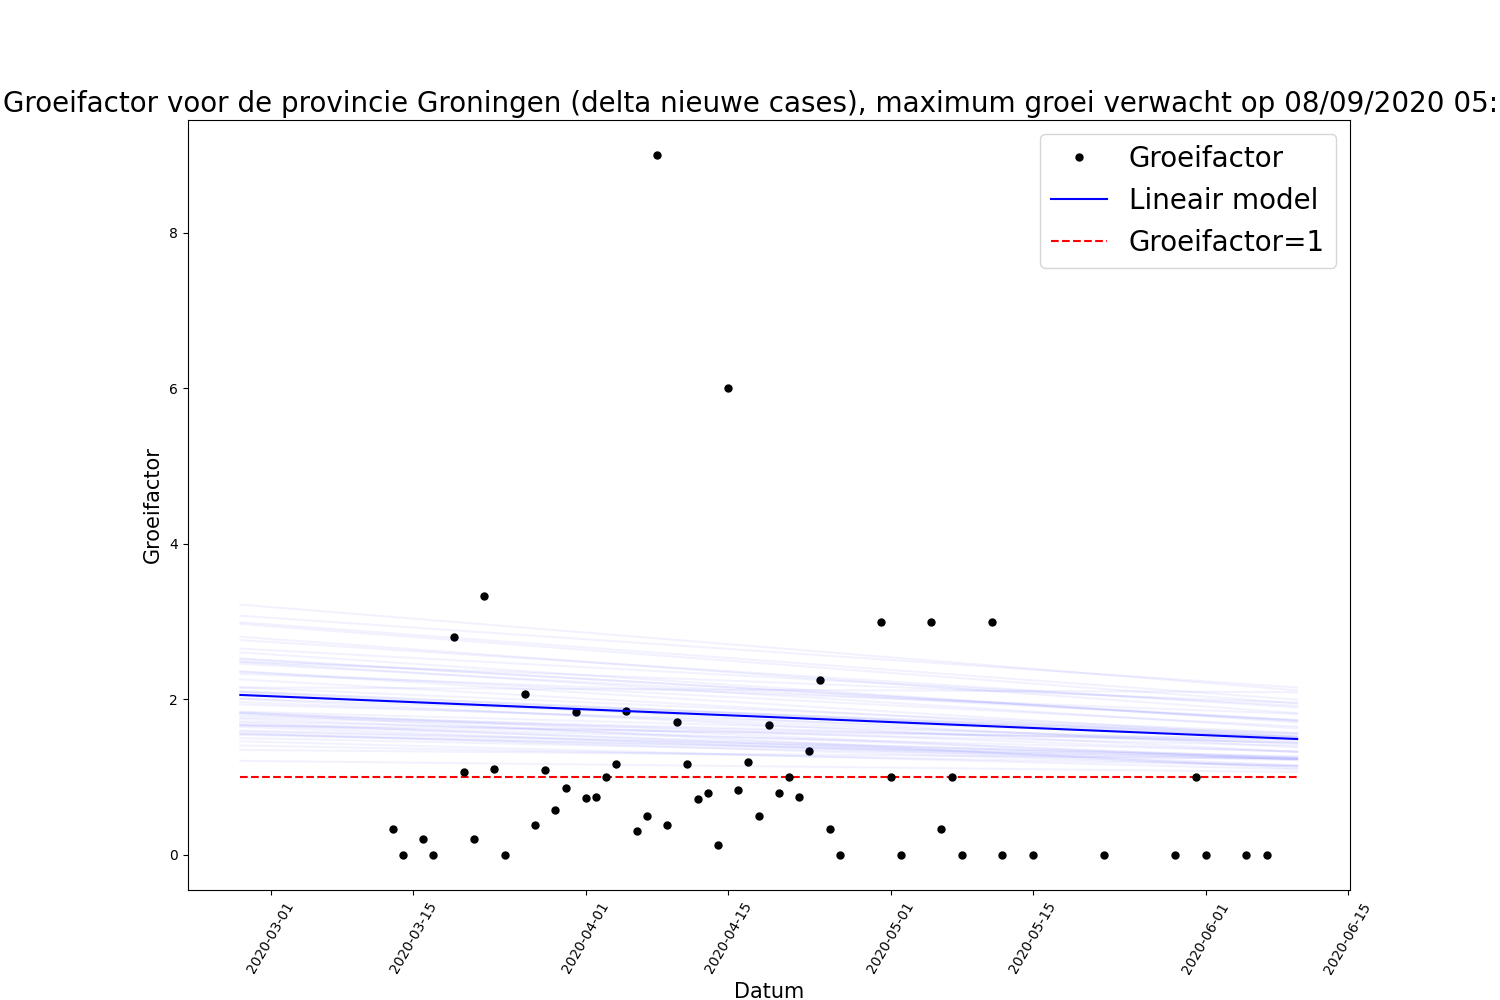 Groeifactor voor de provincie Groningen (delta nieuwe cases), maximum groei verwacht op 08/09/2020 05:
Groeifactor
Lineair model
Groeifactor=1
Groeifactor
8
6
4
2
0
2020-03-01
2020-03-15
2020-04-01
2020-04-15
2020-05-01
2020-05-15
2020-06-01
2020-06-15
Datum